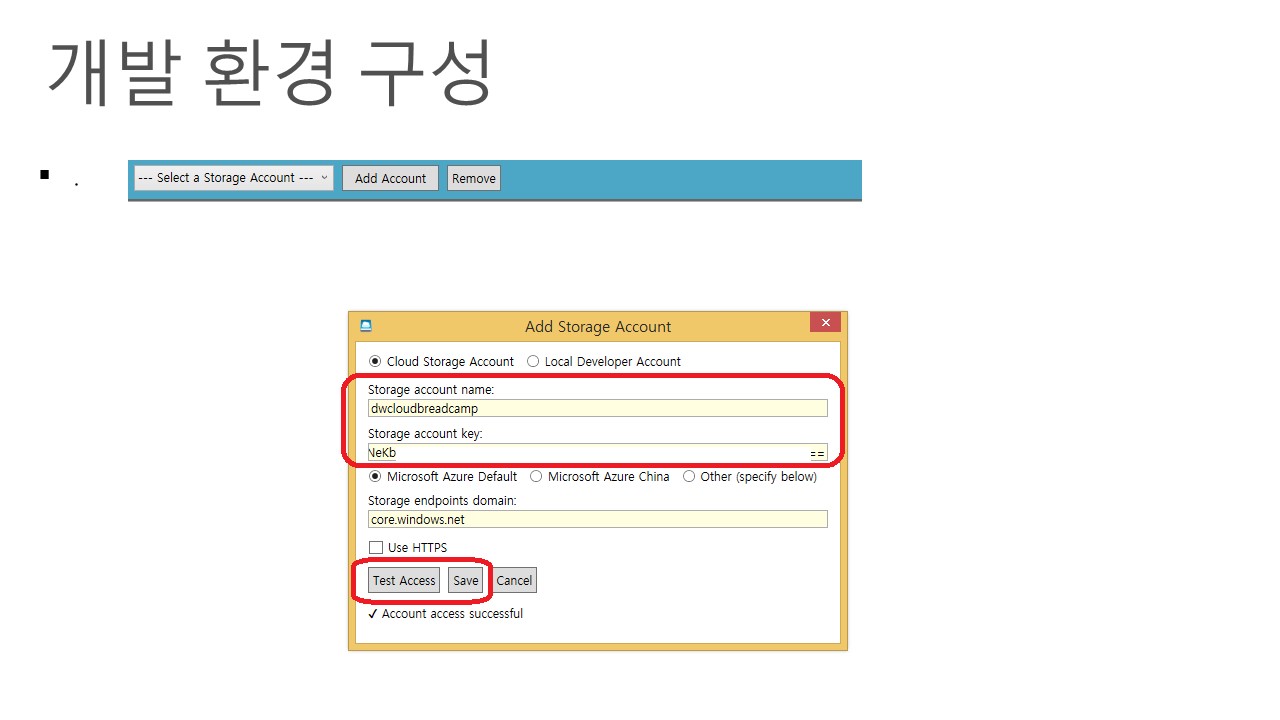 개발 환경 구성
▪ .
--- Select a Storage Account --- Add Account Remove
Add Storage Account
Cloud Storage Account Local Developer Account
Storage account name:
dwcloudbreadcamp
Storage account key:
NeKb ==
Microsoft Azure Default Microsoft Azure China Other (specify below)
Storage endpoints domain:
core.windows.net
Use HTTPS
Test Access Save Cancel
✓ Account access successful